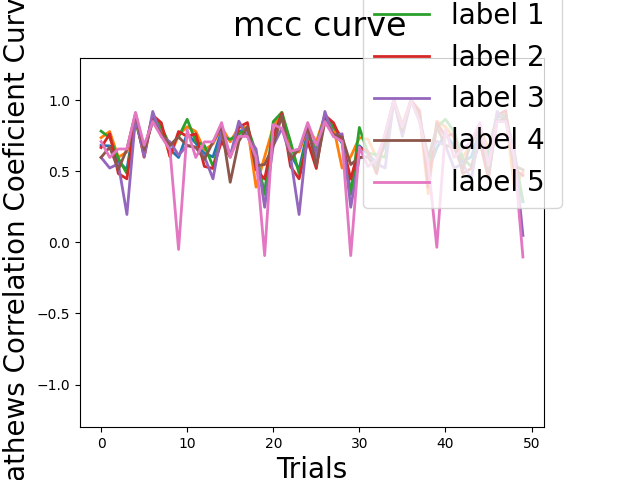 mcc curve
label 1
label 2
label 3
label 4
label 5
athews Correlation Coefficient Curv
1.0
0.5
0.0
−0.5
−1.0
0 10 20 30 40 50
Trials